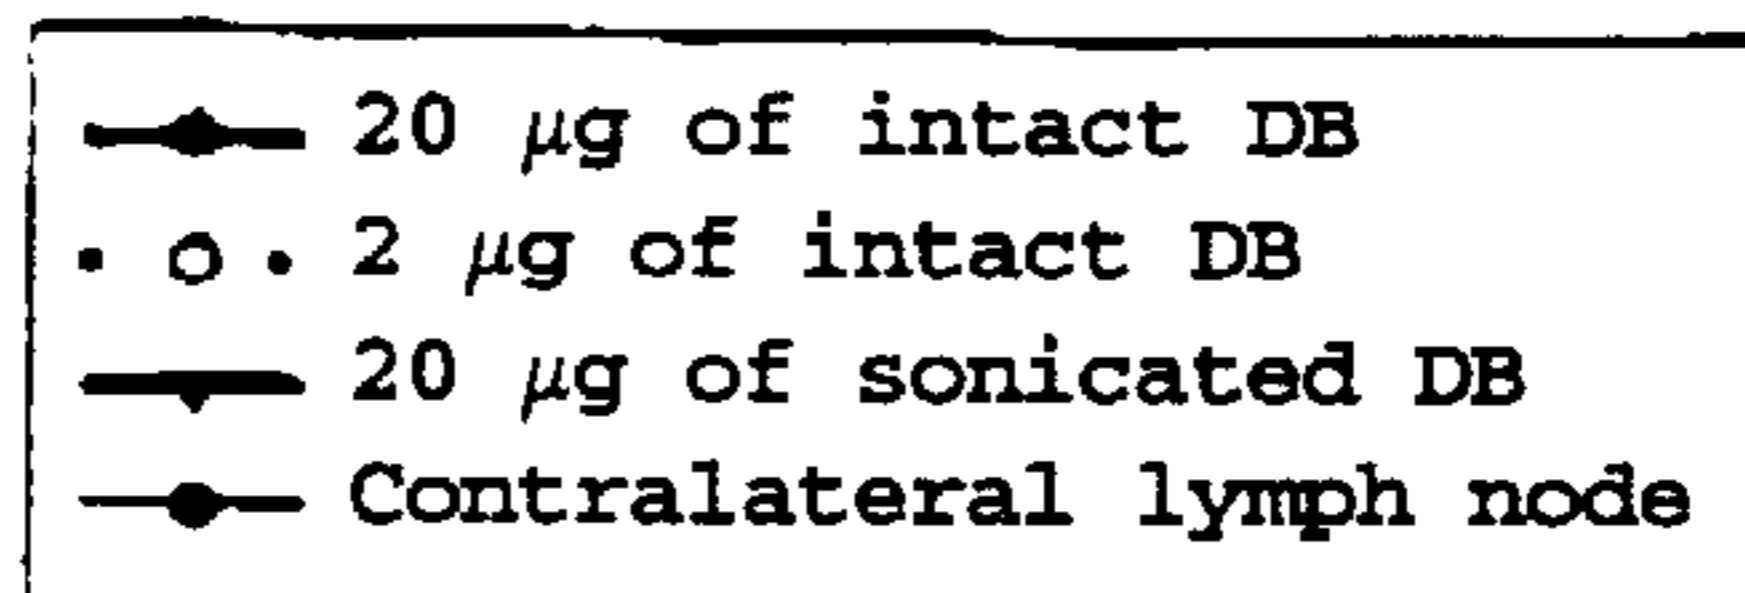 20 μg of intact DB
2 μg of intact DB
20 μg of sonicated DB
Contralateral lymph node